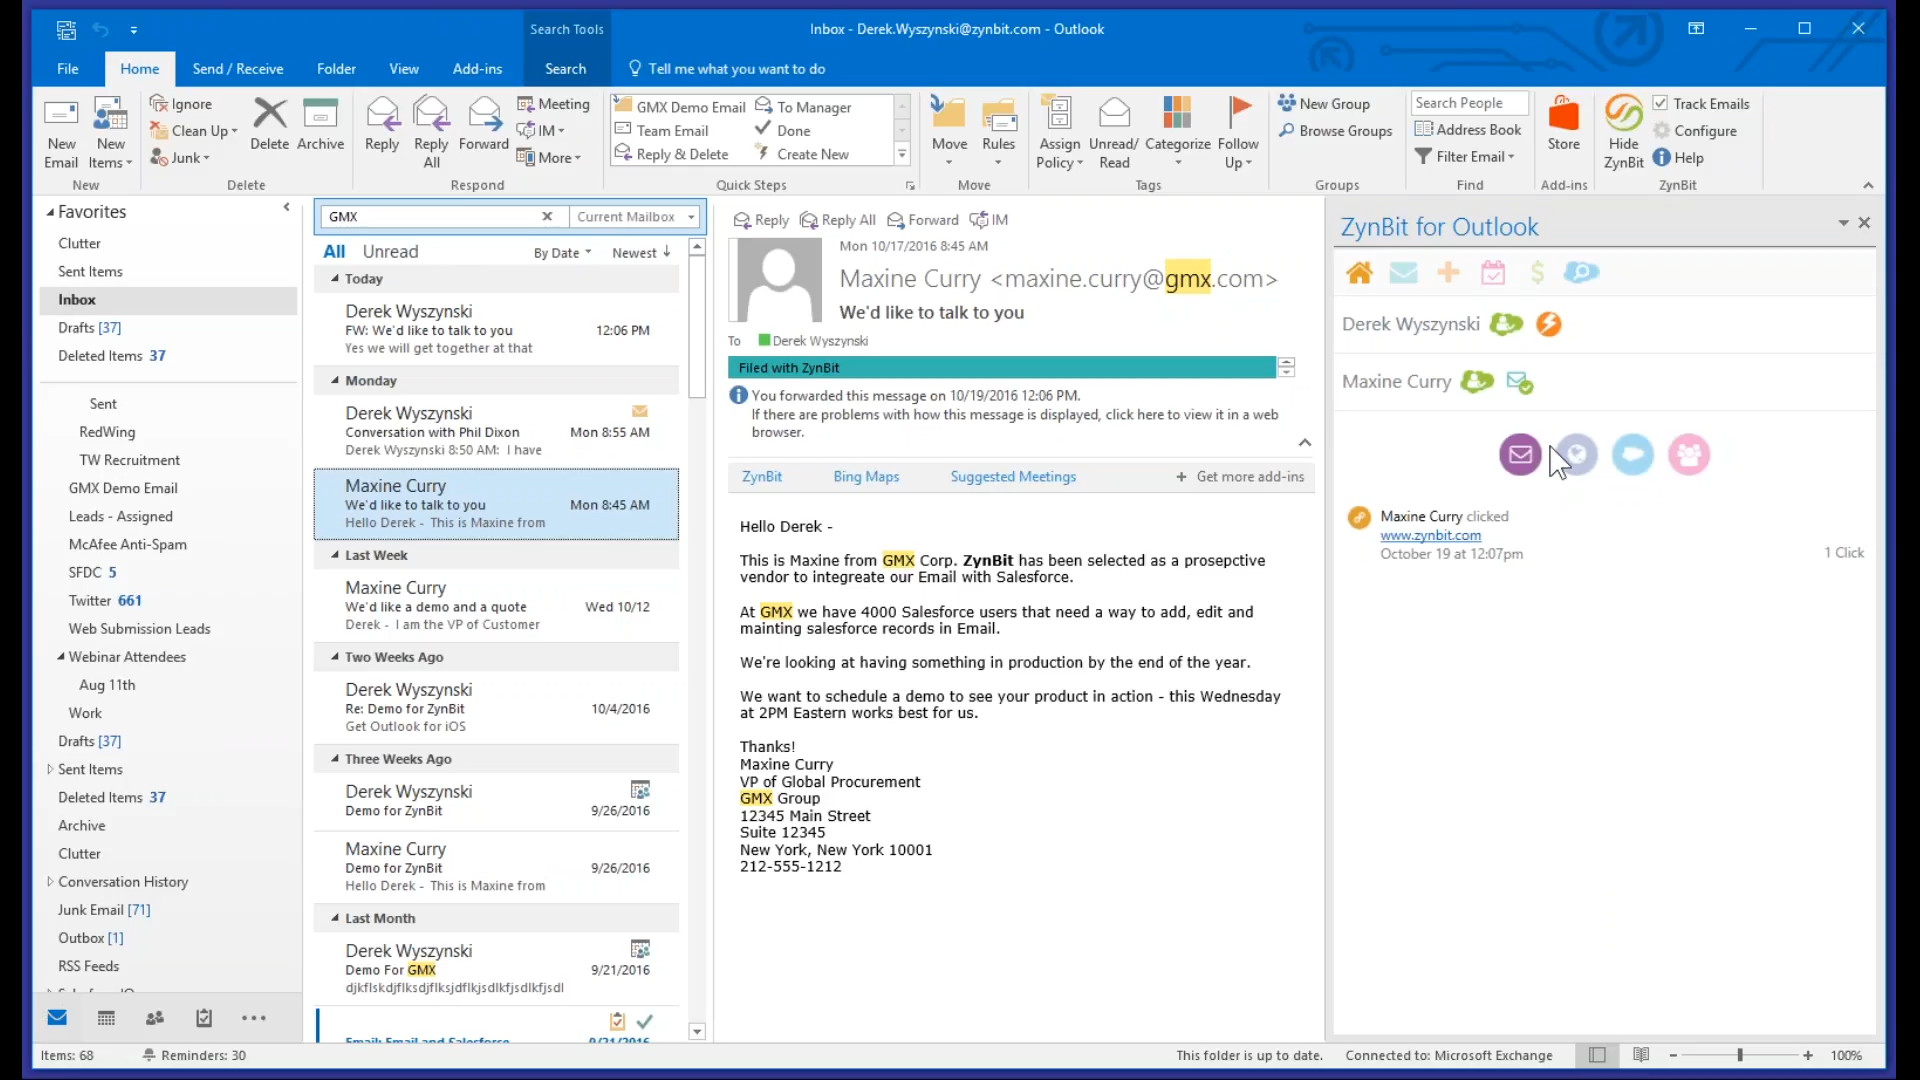 Search Tools
Inbox - Derek.Wyszynski@zynbit.com - Outlook
File
Home
Send / Receive
Folder
View
Add-ins
Search
Tell me what you want to do
New Email
New Items
New
Ignore
Clean Up
Junk
Delete
Archive
Delete
Reply
Reply All
Forward
Meeting
IM
More
Respond
GMX Demo Email
To Manager
Team Email
Done
Reply & Delete
Create New
Quick Steps
Move
Rules
Move
Assign Policy
Unread/ Read
Categorize
Follow Up
Tags
New Group
Browse Groups
Groups
Search People
Address Book
Filter Email
Find
Store
Add-ins
Hide ZynBit
Track Emails
Configure
Help
ZynBit
Favorites
Clutter
Sent Items
Inbox
Drafts [37]
Deleted Items 37
Sent
RedWing
TW Recruitment
GMX Demo Email
Leads - Assigned
McAfee Anti-Spam
SFDC 5
Twitter 661
Web Submission Leads
Webinar Attendees
Aug 11th
Work
Drafts [37]
Sent Items
Deleted Items 37
Archive
Clutter
Conversation History
Junk Email [71]
Outbox [1]
RSS Feeds
GMX
Current Mailbox
All
Unread
By Date
Newest
Today
Derek Wyszynski
FW: We'd like to talk to you 12:06 PM
Yes we will get together at that
Monday
Derek Wyszynski
Conversation with Phil Dixon Mon 8:55 AM
Derek Wyszynski 8:50 AM: I have
Maxine Curry
We'd like to talk to you Mon 8:45 AM
Hello Derek - This is Maxine from
Last Week
Maxine Curry
We'd like a demo and a quote Wed 10/12
Derek - I am the VP of Customer
Two Weeks Ago
Derek Wyszynski
Re: Demo for ZynBit 10/4/2016
Get Outlook for iOS
Three Weeks Ago
Derek Wyszynski
Demo for ZynBit 9/26/2016
Maxine Curry
Demo for ZynBit 9/26/2016
Hello Derek - This is Maxine from
Last Month
Derek Wyszynski
Demo For GMX 9/21/2016
djkflskdjflksdjflksjdflkjsdlkfjsdlkfjsdl
Email: Email and Salesforce 9/21/2016
Reply
Reply All
Forward
IM
Mon 10/17/2016 8:45 AM
Maxine Curry <maxine.curry@gmx.com>
We'd like to talk to you
To Derek Wyszynski
Filed with ZynBit
You forwarded this message on 10/19/2016 12:06 PM.
If there are problems with how this message is displayed, click here to view it in a web
browser.
ZynBit
Bing Maps
Suggested Meetings
+ Get more add-ins
Hello Derek -
This is Maxine from GMX Corp. ZynBit has been selected as a prosepctive
vendor to integreate our Email with Salesforce.
At GMX we have 4000 Salesforce users that need a way to add, edit and
mainting salesforce records in Email.
We're looking at having something in production by the end of the year.
We want to schedule a demo to see your product in action - this Wednesday
at 2PM Eastern works best for us.
Thanks!
Maxine Curry
VP of Global Procurement
GMX Group
12345 Main Street
Suite 12345
New York, New York 10001
212-555-1212
ZynBit for Outlook
Derek Wyszynski
Maxine Curry
Maxine Curry clicked
www.zynbit.com
October 19 at 12:07pm
1 Click
Items: 68
Reminders: 30
This folder is up to date.
Connected to: Microsoft Exchange
100%